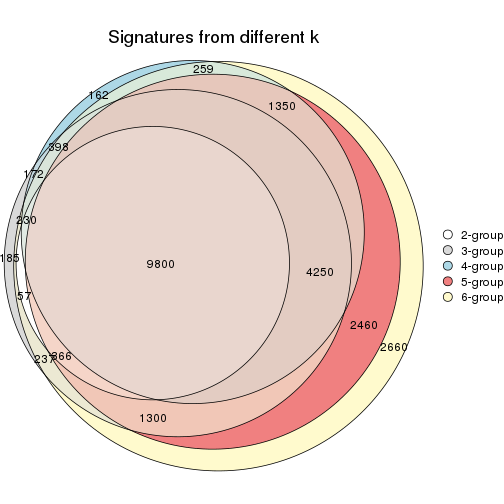 Signatures from different k
259
162
1350
398
172
230
185
9800
4250
57
2460
2660
237
866
1300
2-group
3-group
4-group
5-group
6-group